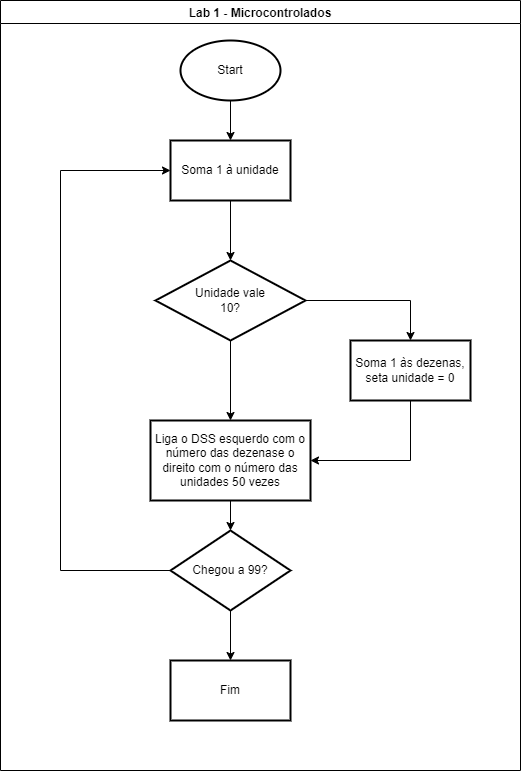 Lab 1 - Microcontrolados
Start
Soma 1 à unidade
Unidade vale
10?
Soma 1 às dezenas,
seta unidade = 0
Liga o DSS esquerdo com o
número das dezenase o
direito com o número das
unidades 50 vezes
Chegou a 99?
Fim